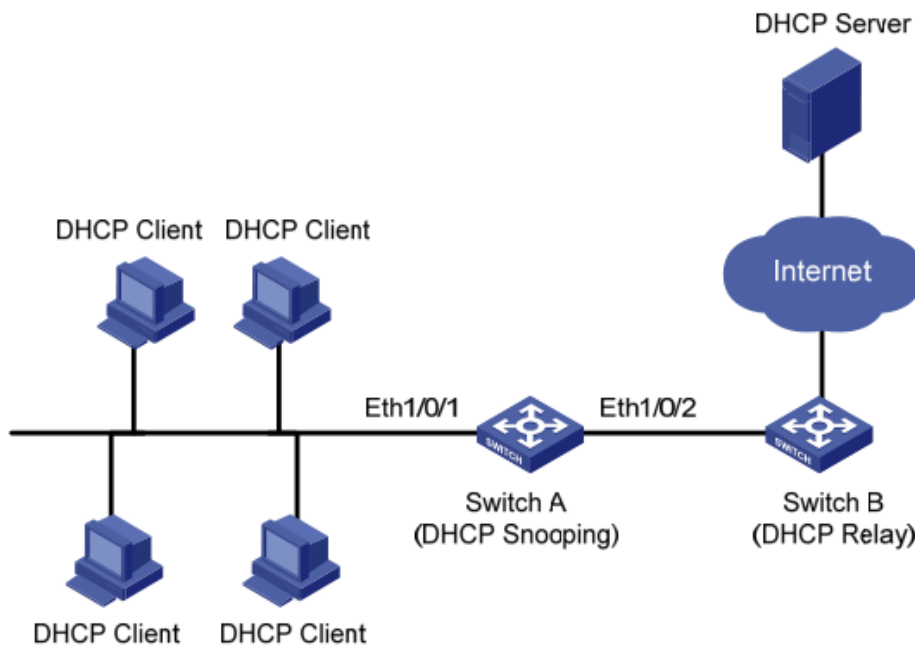 DHCP Server
DHCP Client
DHCP Client
Internet
Eth1/0/1
Eth1/0/2
SWITCH
SWITCH
Switch A
(DHCP Snooping)
Switch B
(DHCP Relay)
DHCP Client
DHCP Client